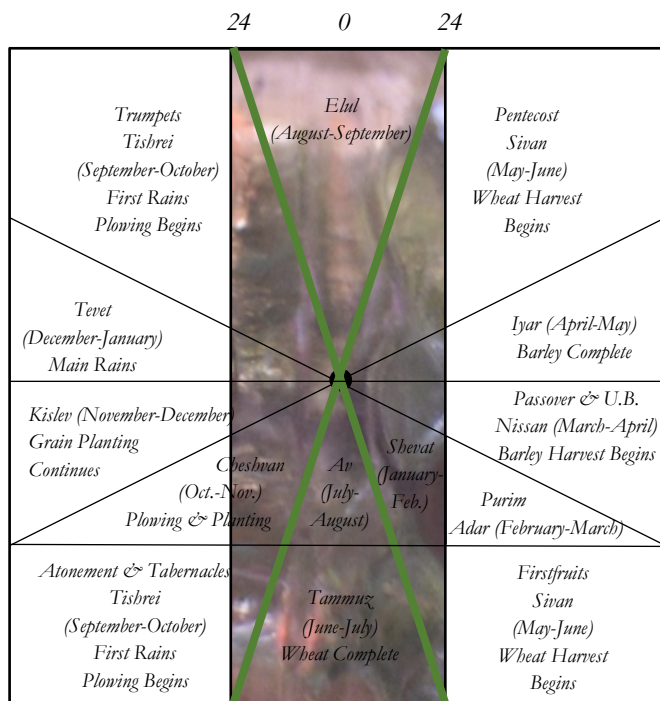 24 0 24
Trumpets
Tishrei
(September-October)
First Rains
Plowing Begins
Elul
(August-September)
Pentecost
Sivan
(May-June)
Wheat Harvest
Begins
Tevet
(December-January)
Main Rains
Iyar (April-May)
Barley Complete
Kislev (November-December)
Grain Planting
Continues
Cheshvan
(Oct.-Nov.)
Plowing & Planting
Av
(July-
August)
Shevat
(January-
Feb.)
Passover & U.B.
Nissan (March-April)
Barley Harvest Begins
Purim
Adar (February-March)
Atonement & Tabernacles
Tishrei
(September-October)
First Rains
Plowing Begins
Tammuz
(June-July)
Wheat Complete
Firstfruits
Sivan
(May-June)
Wheat Harvest
Begins